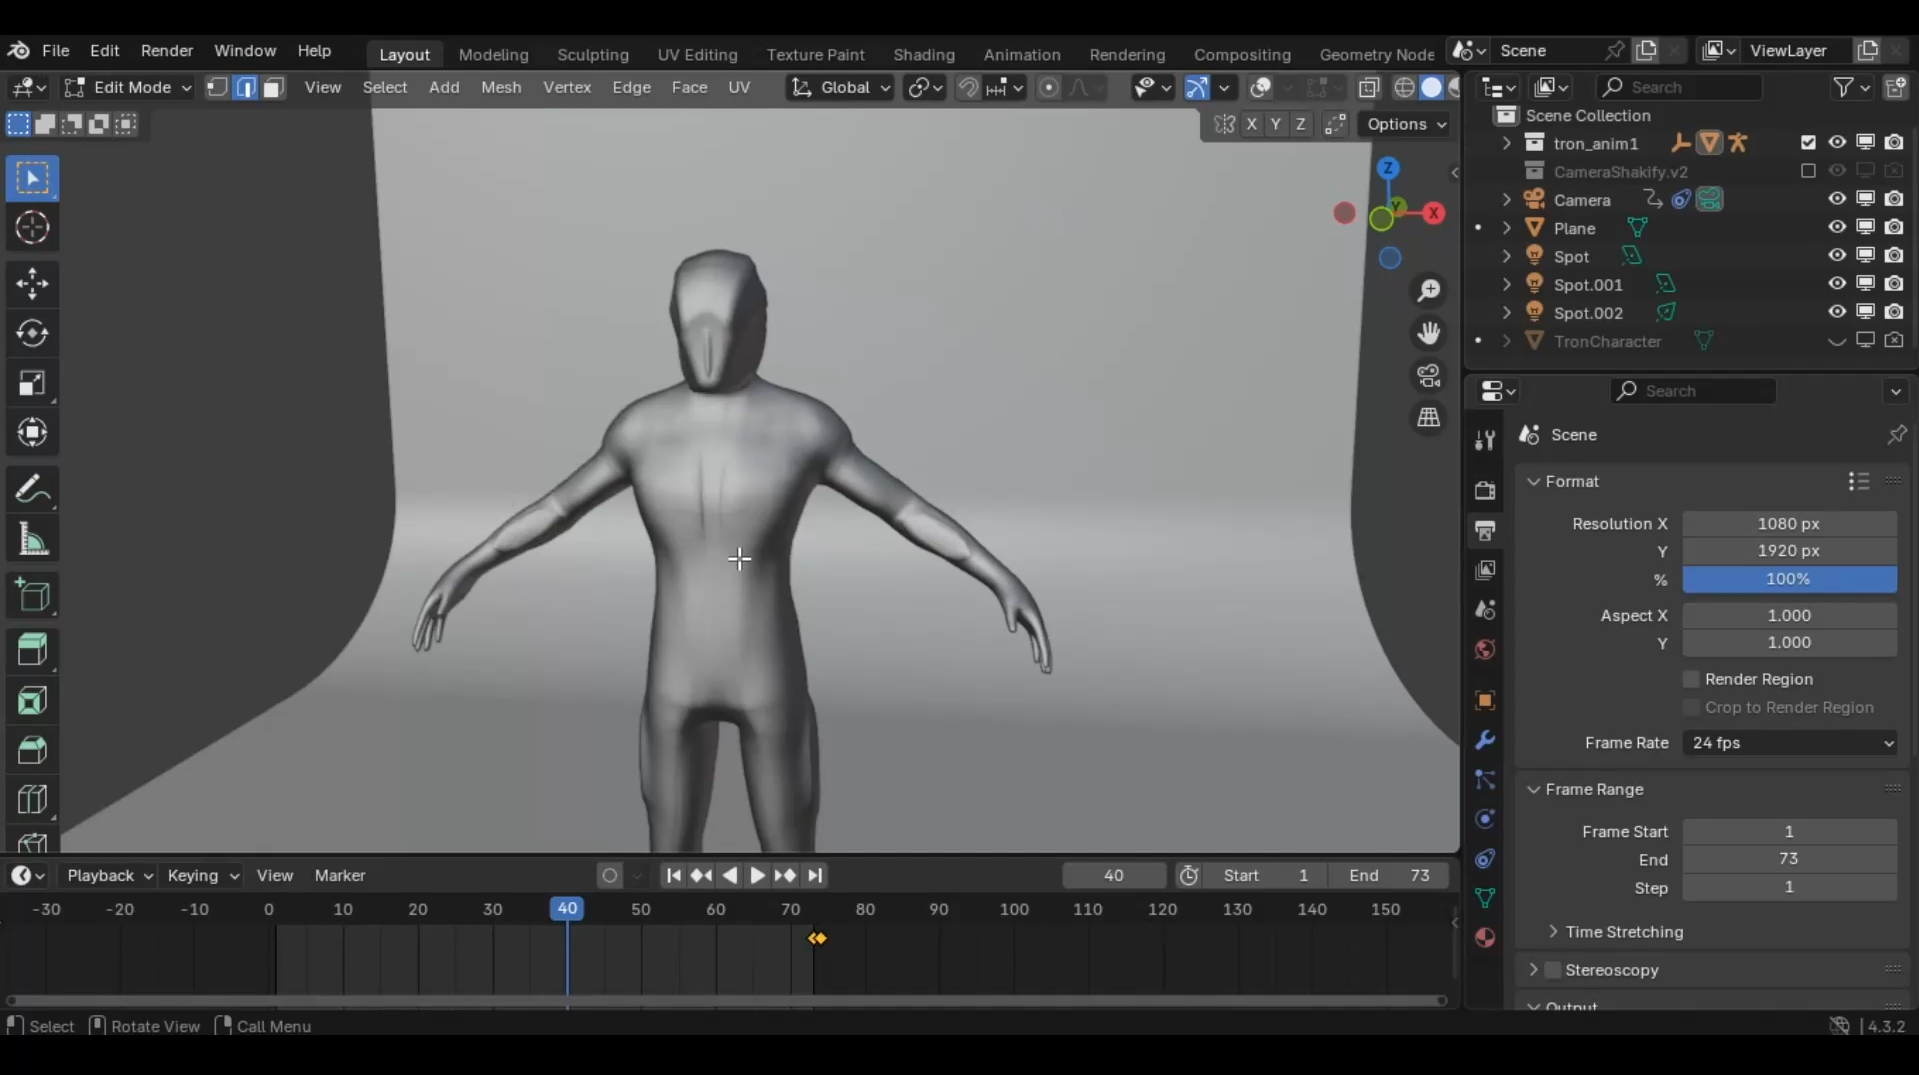 File Edit Render Window Help Layout Modeling Sculpting UV Editing Texture Paint Shading Animation Rendering Compositing Geometry Node Scene ViewLayer
Edit Mode View Select Add Mesh Vertex Edge Face UV Global
Search
X Y Z Options
Scene Collection
tron_anim1
CameraShakify.v2
Camera
Plane
Spot
Spot.001
Spot.002
TronCharacter
Z
Y
X
Search
Scene
Format
Resolution X 1080 px
Y 1920 px
% 100%
Aspect X 1.000
Y 1.000
Render Region
Crop to Render Region
Frame Rate 24 fps
Frame Range
Frame Start 1
End 73
Step 1
Time Stretching
Stereoscopy
Output
Playback Keying View Marker 40 Start 1 End 73
-30 -20 -10 0 10 20 30 40 50 60 70 80 90 100 110 120 130 140 150
Select Rotate View Call Menu 4.3.2